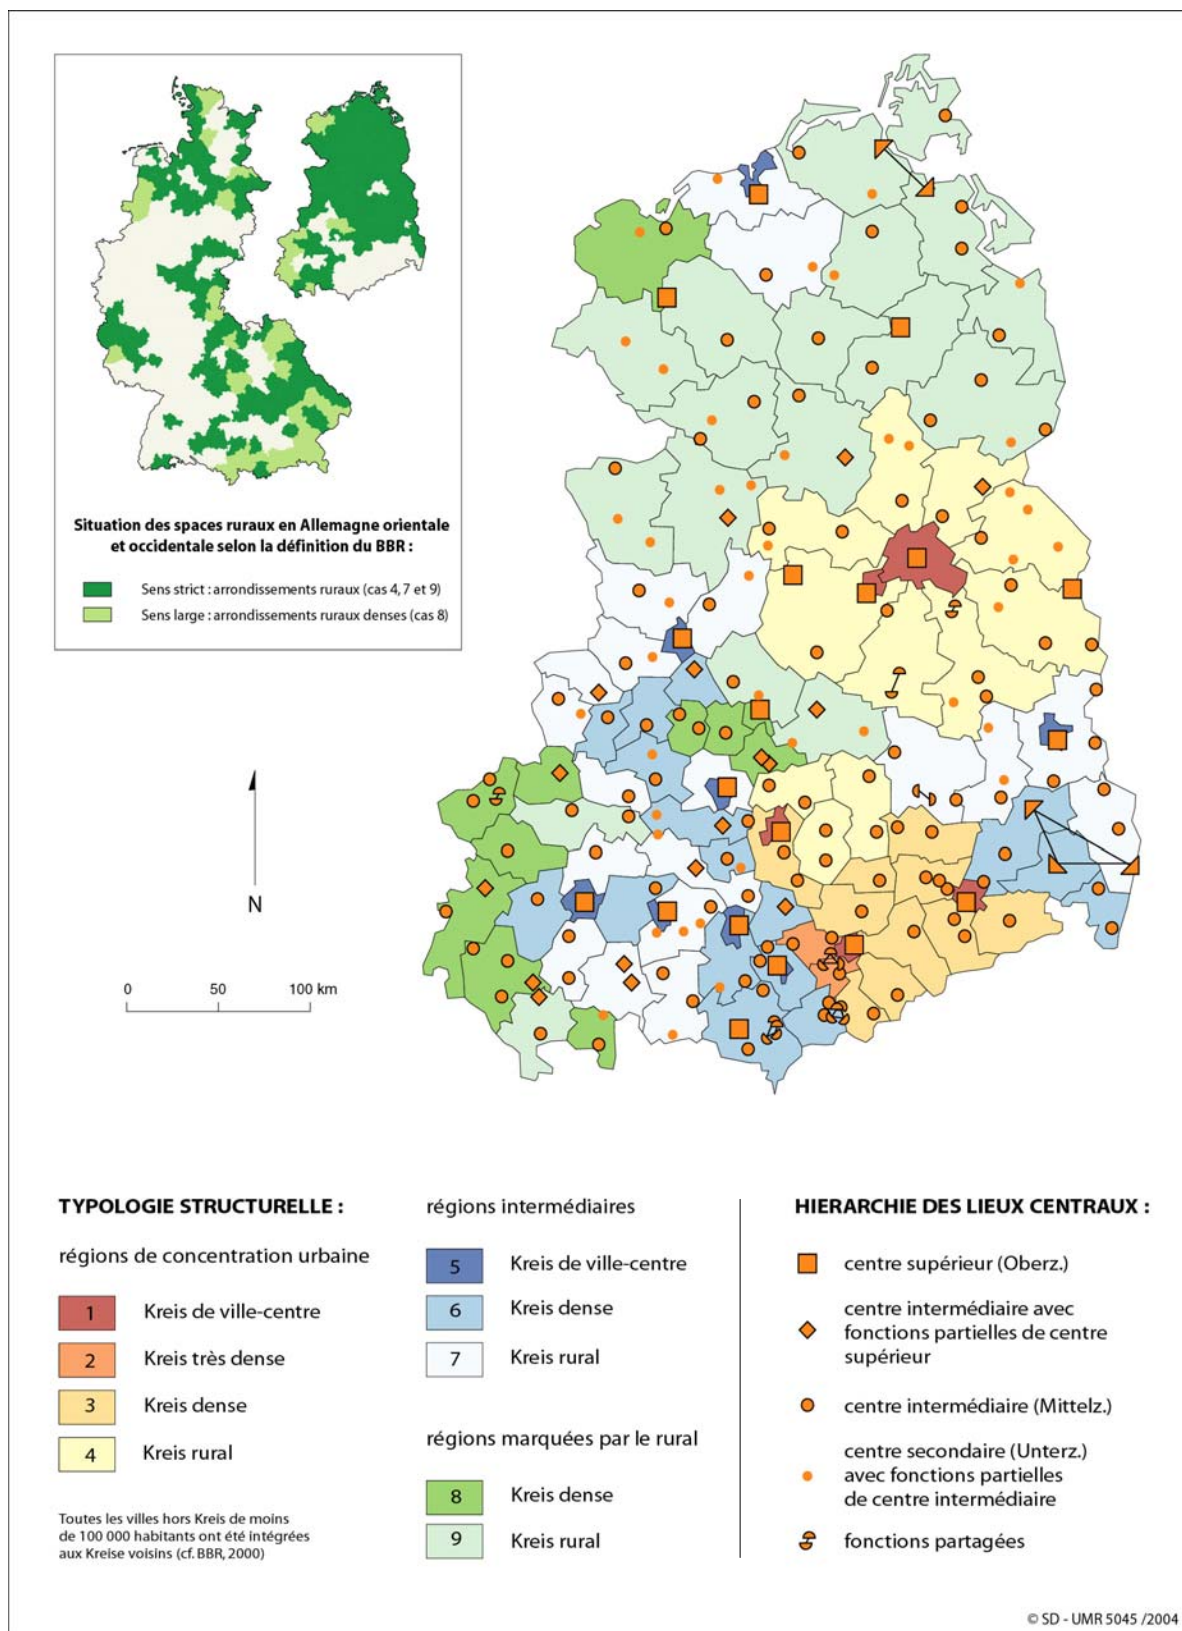 Situation des spaces ruraux en Allemagne orientale
et occidentale selon la définition du BBR :
Sens strict : arrondissements ruraux (cas 4, 7 et 9)
Sens large : arrondissements ruraux denses (cas 8)
N
0 50 100 km
TYPOLOGIE STRUCTURELLE :
régions de concentration urbaine
1 Kreis de ville-centre
2 Kreis très dense
3 Kreis dense
4 Kreis rural
Toutes les villes hors Kreis de moins
de 100 000 habitants ont été intégrées
aux Kreise voisins (cf. BBR, 2000)
régions intermédiaires
5 Kreis de ville-centre
6 Kreis dense
7 Kreis rural
régions marquées par le rural
8 Kreis dense
9 Kreis rural
HIERARCHIE DES LIEUX CENTRAUX :
centre supérieur (Oberz.)
centre intermédiaire avec
fonctions partielles de centre
supérieur
centre intermédiaire (Mittelz.)
centre secondaire (Unterz.)
avec fonctions partielles
de centre intermédiaire
fonctions partagées
© SD - UMR 5045 /2004